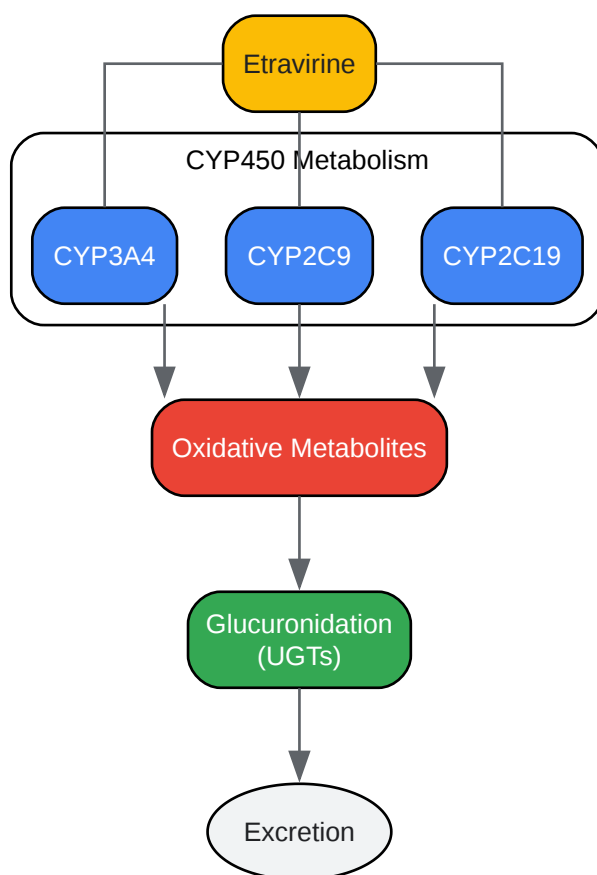 Etravirine
CYP450 Metabolism
CYP3A4
CYP2C9
CYP2C19
Oxidative Metabolites
Glucuronidation
(UGTs)
Excretion